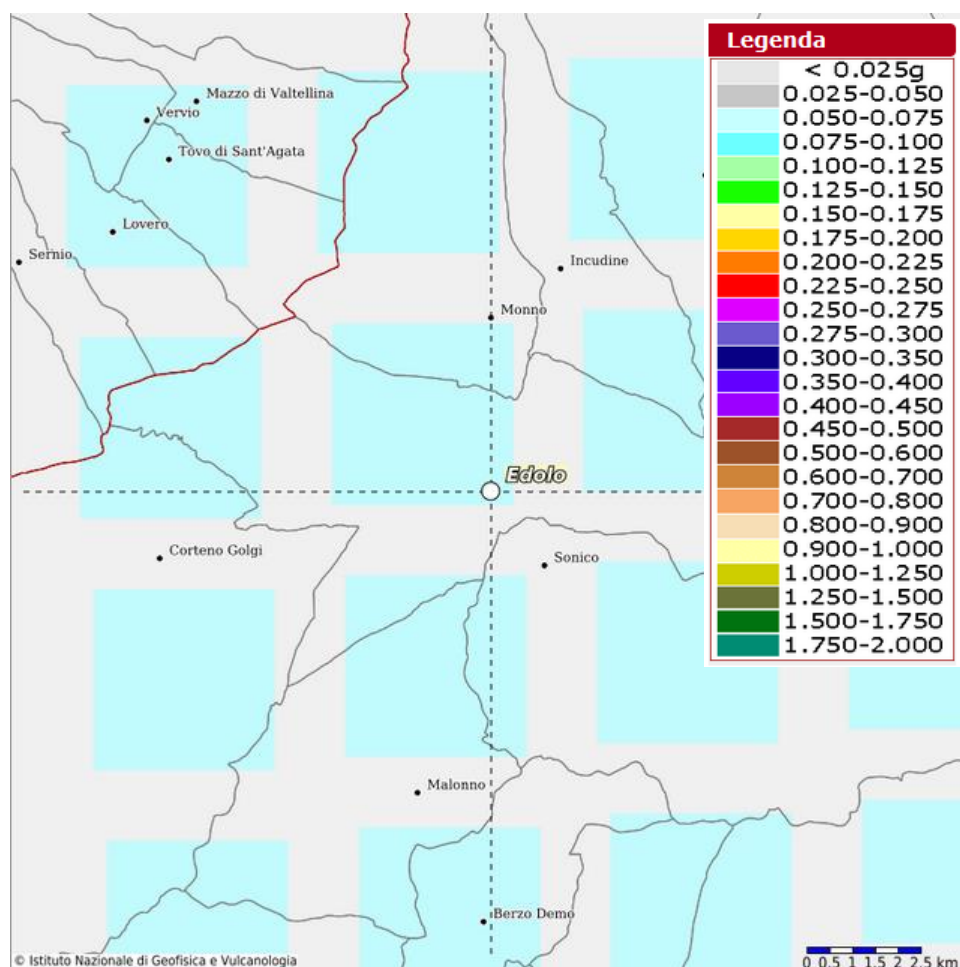 Legenda
< 0.025g
0.025-0.050
0.050-0.075
0.075-0.100
0.100-0.125
0.125-0.150
0.150-0.175
0.175-0.200
0.200-0.225
0.225-0.250
0.250-0.275
0.275-0.300
0.300-0.350
0.350-0.400
0.400-0.450
0.450-0.500
0.500-0.600
0.600-0.700
0.700-0.800
0.800-0.900
0.900-1.000
1.000-1.250
1.250-1.500
1.500-1.750
1.750-2.000
Mazzo di Valtellina
Vervio
Tovo di Sant'Agata
Lovero
Sernio
Incudine
Monno
Edolo
Corteno Golgi
Sonico
Malonno
Berzo Demo
© Istituto Nazionale di Geofisica e Vulcanologia
0 0.5 1 1.5 2 2.5 km